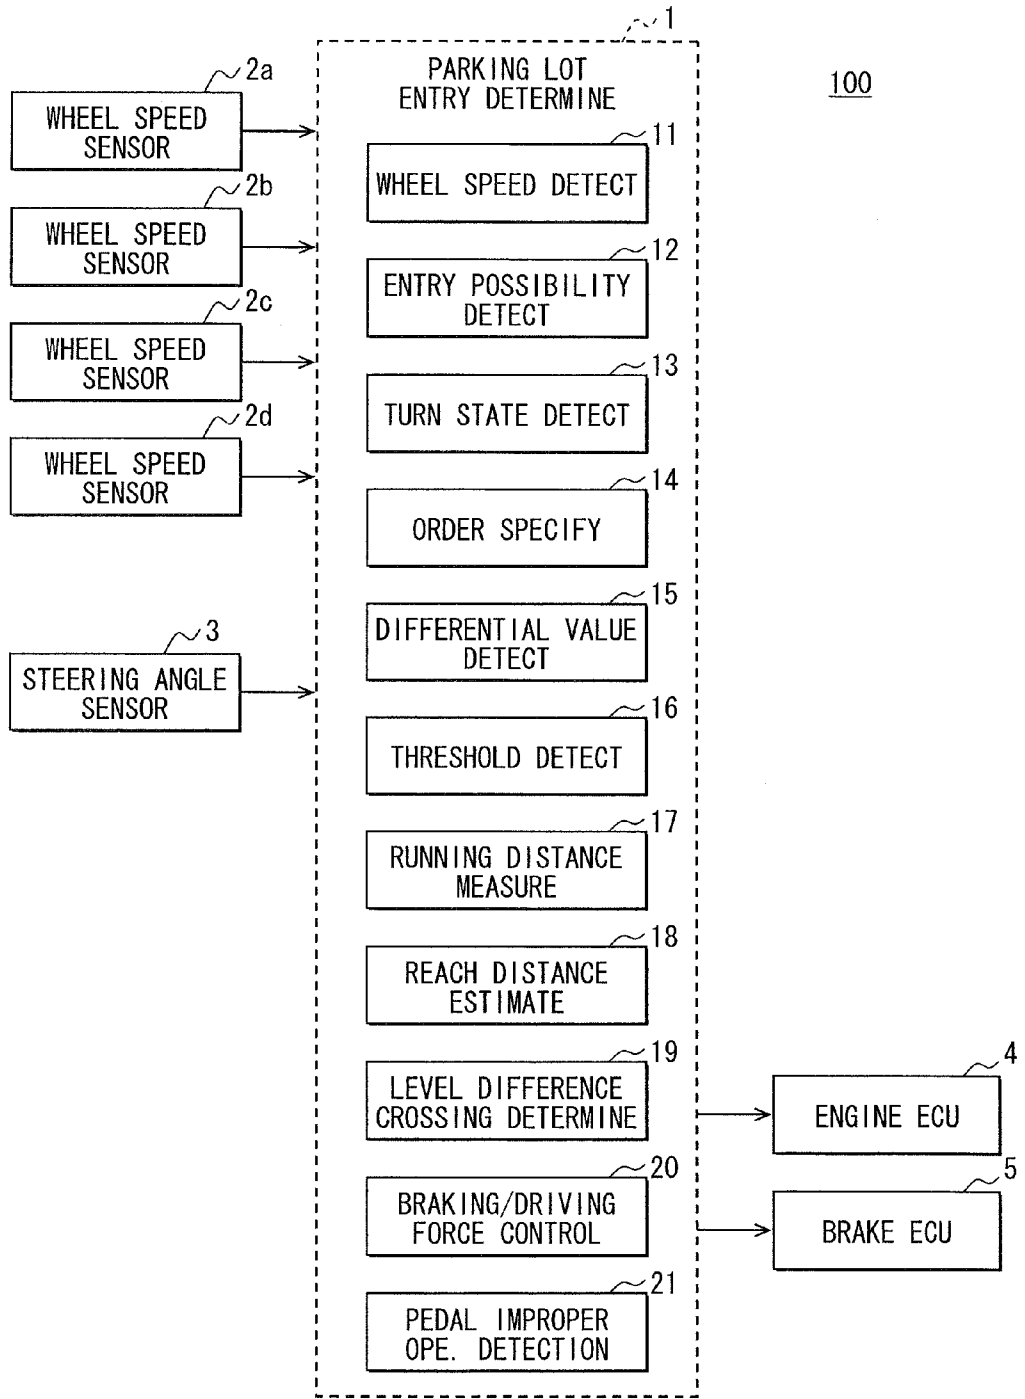 1
PARKING LOT
ENTRY DETERMINE
100
2a
WHEEL SPEED
SENSOR
2b
WHEEL SPEED
SENSOR
2c
WHEEL SPEED
SENSOR
2d
WHEEL SPEED
SENSOR
3
STEERING ANGLE
SENSOR
11
WHEEL SPEED DETECT
12
ENTRY POSSIBILITY
DETECT
13
TURN STATE DETECT
14
ORDER SPECIFY
15
DIFFERENTIAL VALUE
DETECT
16
THRESHOLD DETECT
17
RUNNING DISTANCE
MEASURE
18
REACH DISTANCE
ESTIMATE
19
LEVEL DIFFERENCE
CROSSING DETERMINE
20
BRAKING/DRIVING
FORCE CONTROL
21
PEDAL IMPROPER
OPE. DETECTION
4
ENGINE ECU
5
BRAKE ECU